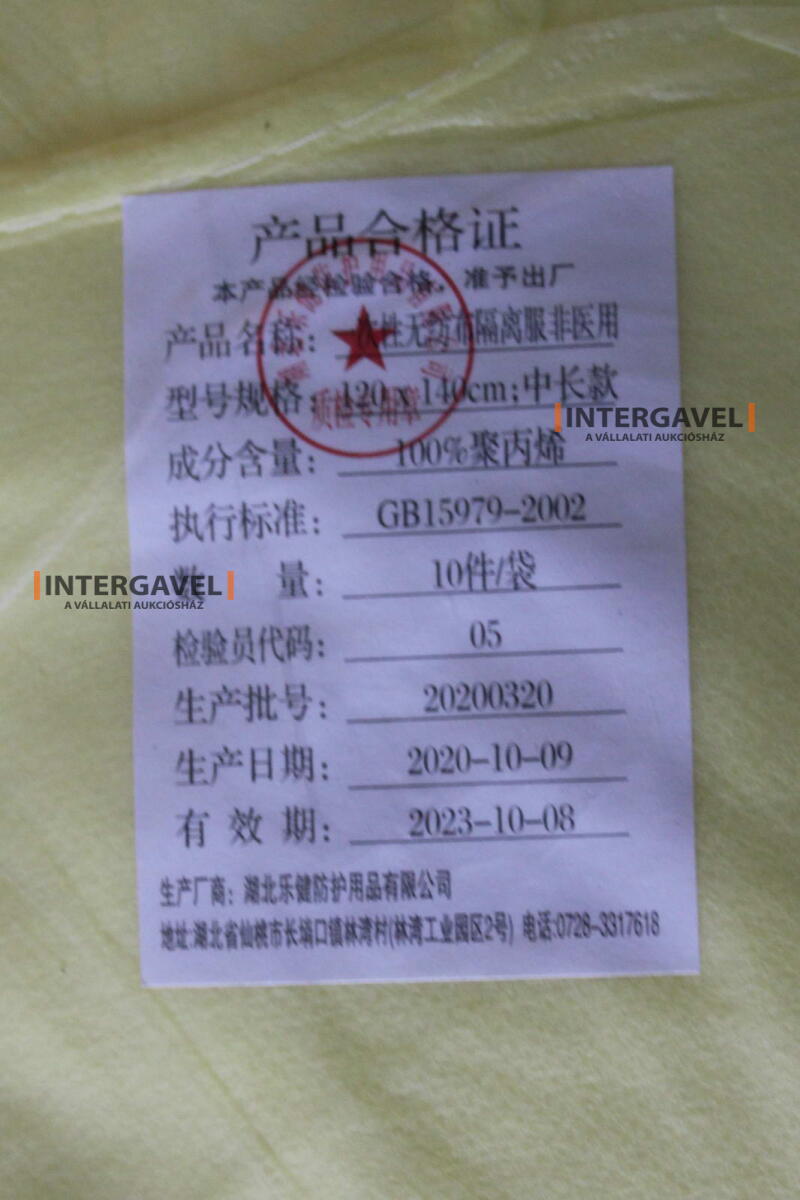 产品合格证
本产品经检验合格，准予出厂
产品名称：一次性无纺布隔离服非医用
型号规格：120 x 140cm;中长款
INTERGAVEL
A VÁLLALATI AUKCIÓSHÁZ
成分含量：100%聚丙烯
执行标准：GB15979-2002
数 量：10件/袋
INTERGAVEL
A VÁLLALATI AUKCIÓSHÁZ
检验员代码：05
生产批号：20200320
生产日期：2020-10-09
有效期：2023-10-08
生产厂商：湖北乐健防护用品有限公司
地址:湖北省仙桃市长埫口镇林湾村(林湾工业园区2号) 电话:0728-3317618
质检专用章